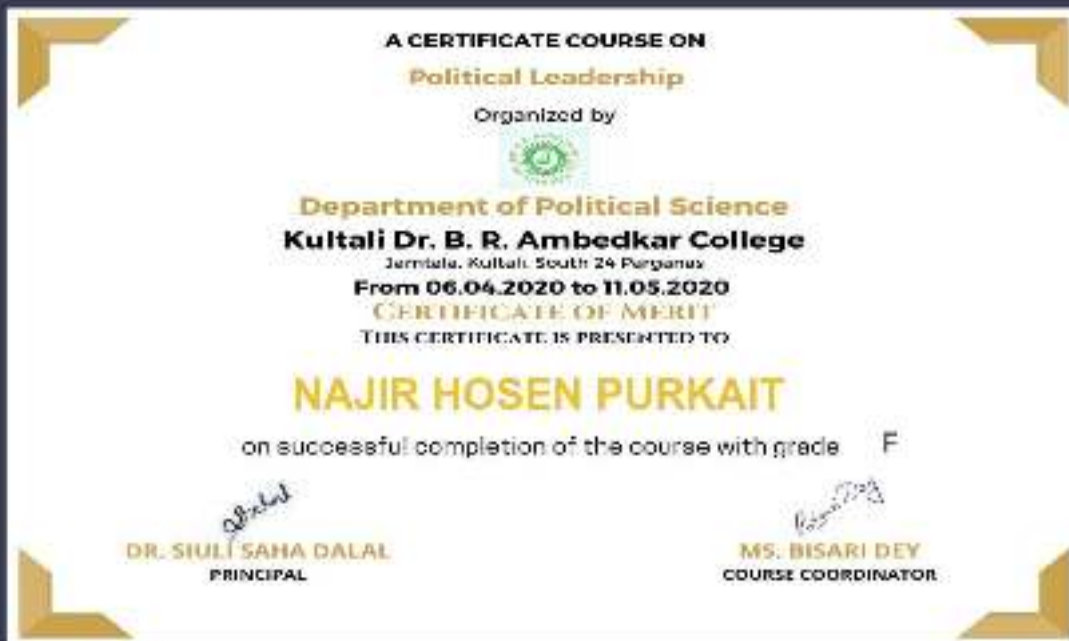 A CERTIFICATE COURSE ON
Political Leadership
Organized by
Department of Political Science
Kultali Dr. B. R. Ambedkar College
Jamtala, Kultali, South 24 Parganas
From 06.04.2020 to 11.05.2020
CERTIFICATE OF MERIT
THIS CERTIFICATE IS PRESENTED TO
NAJIR HOSEN PURKAIT
on successful completion of the course with grade F
DR. SIULI SAHA DALAL
PRINCIPAL
MS. BISARI DEY
COURSE COORDINATOR